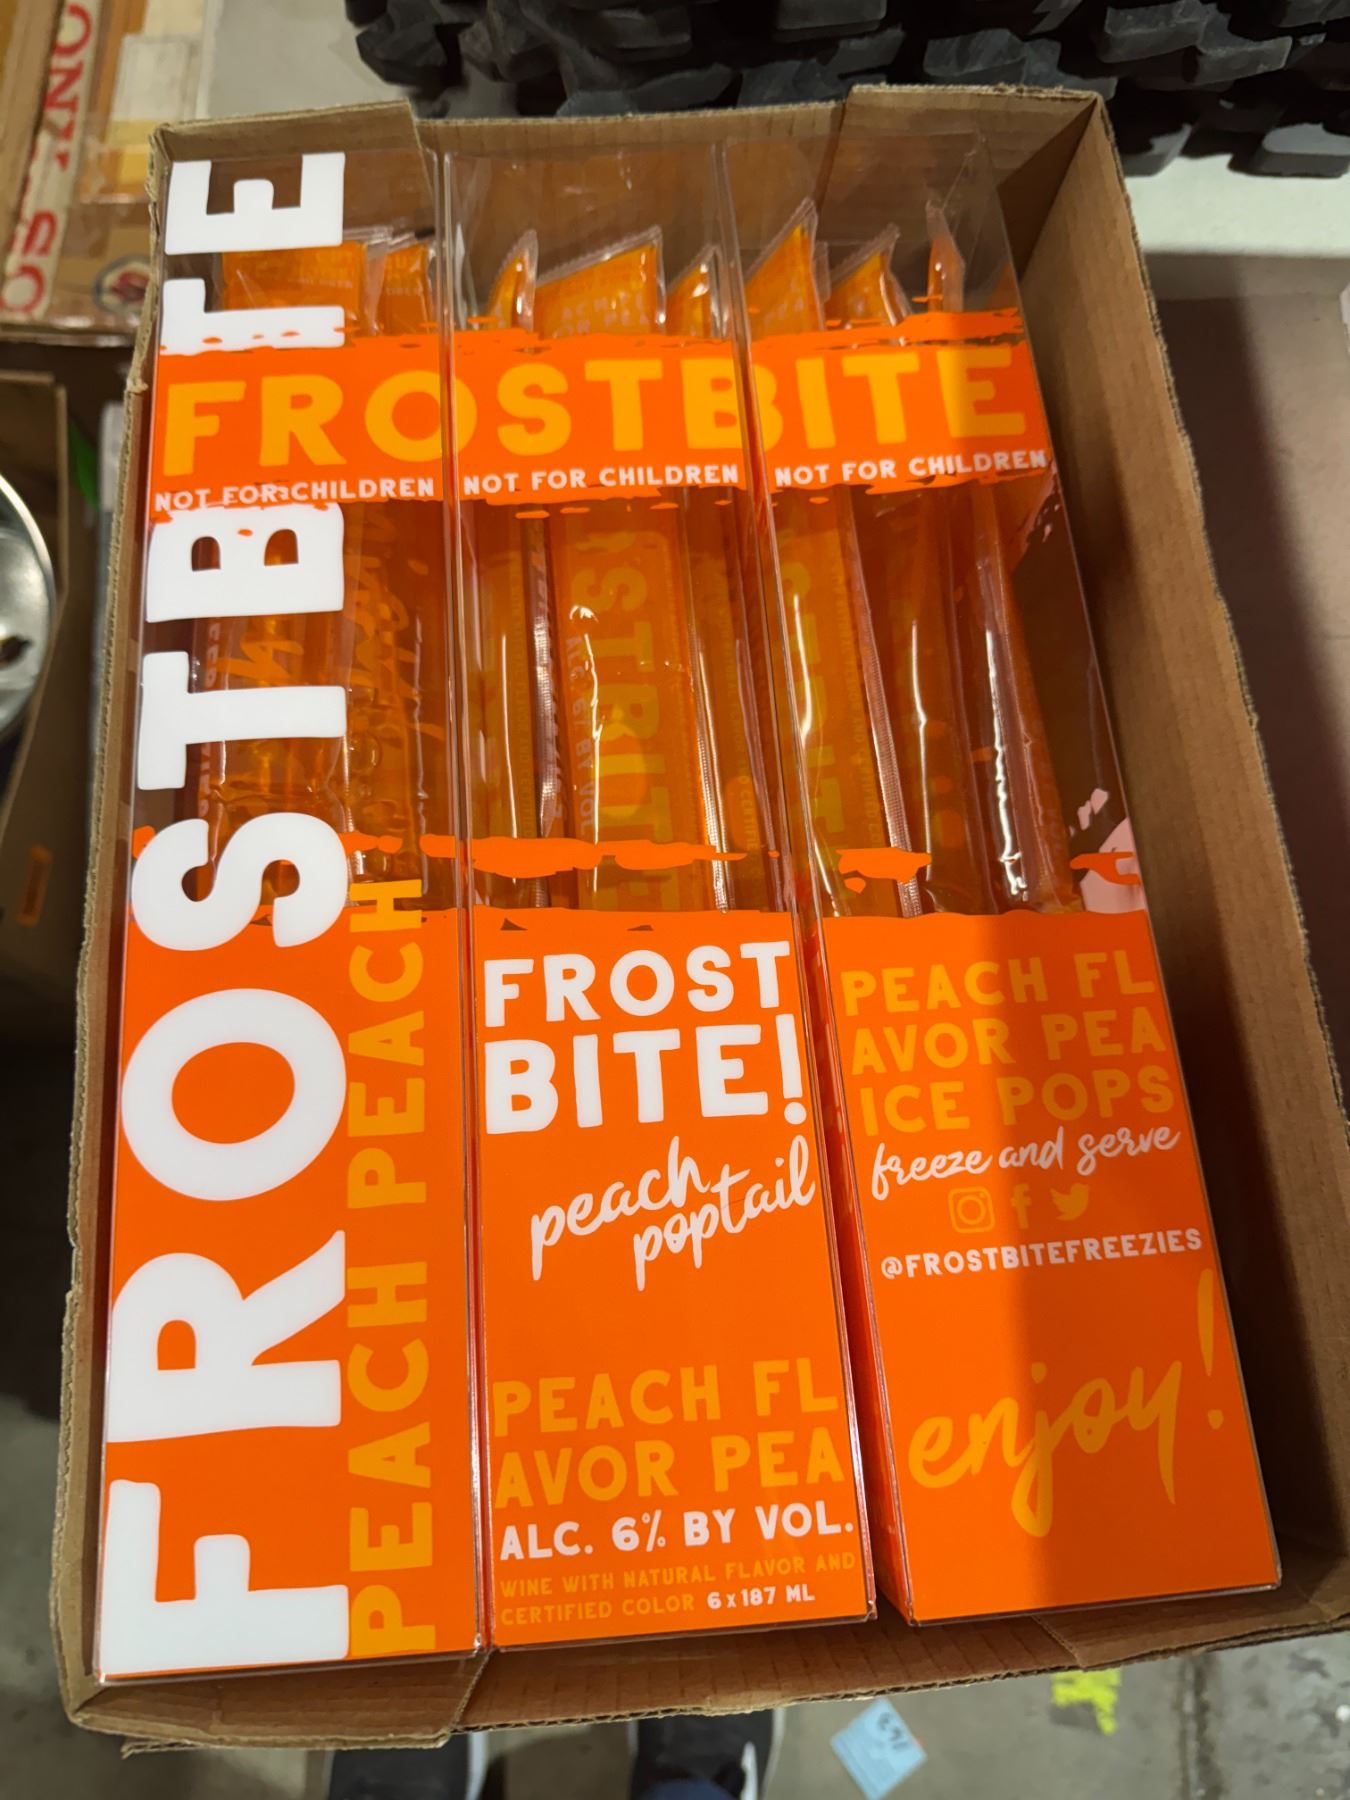 FROSTBITE
NOT FOR CHILDREN
NOT FOR CHILDREN
NOT FOR CHILDREN
FROSTBITE
PEACH PEACH
PEACH PEACH
FROST
BITE!
peach
poptail
PEACH FL
AVOR PEA
ALC. 6% BY VOL.
WINE WITH NATURAL FLAVOR AND
CERTIFIED COLOR 6 x 187 ML
PEACH FL
AVOR PEA
ICE POPS
freeze and serve
@FROSTBITEFREEZIES
enjoy!